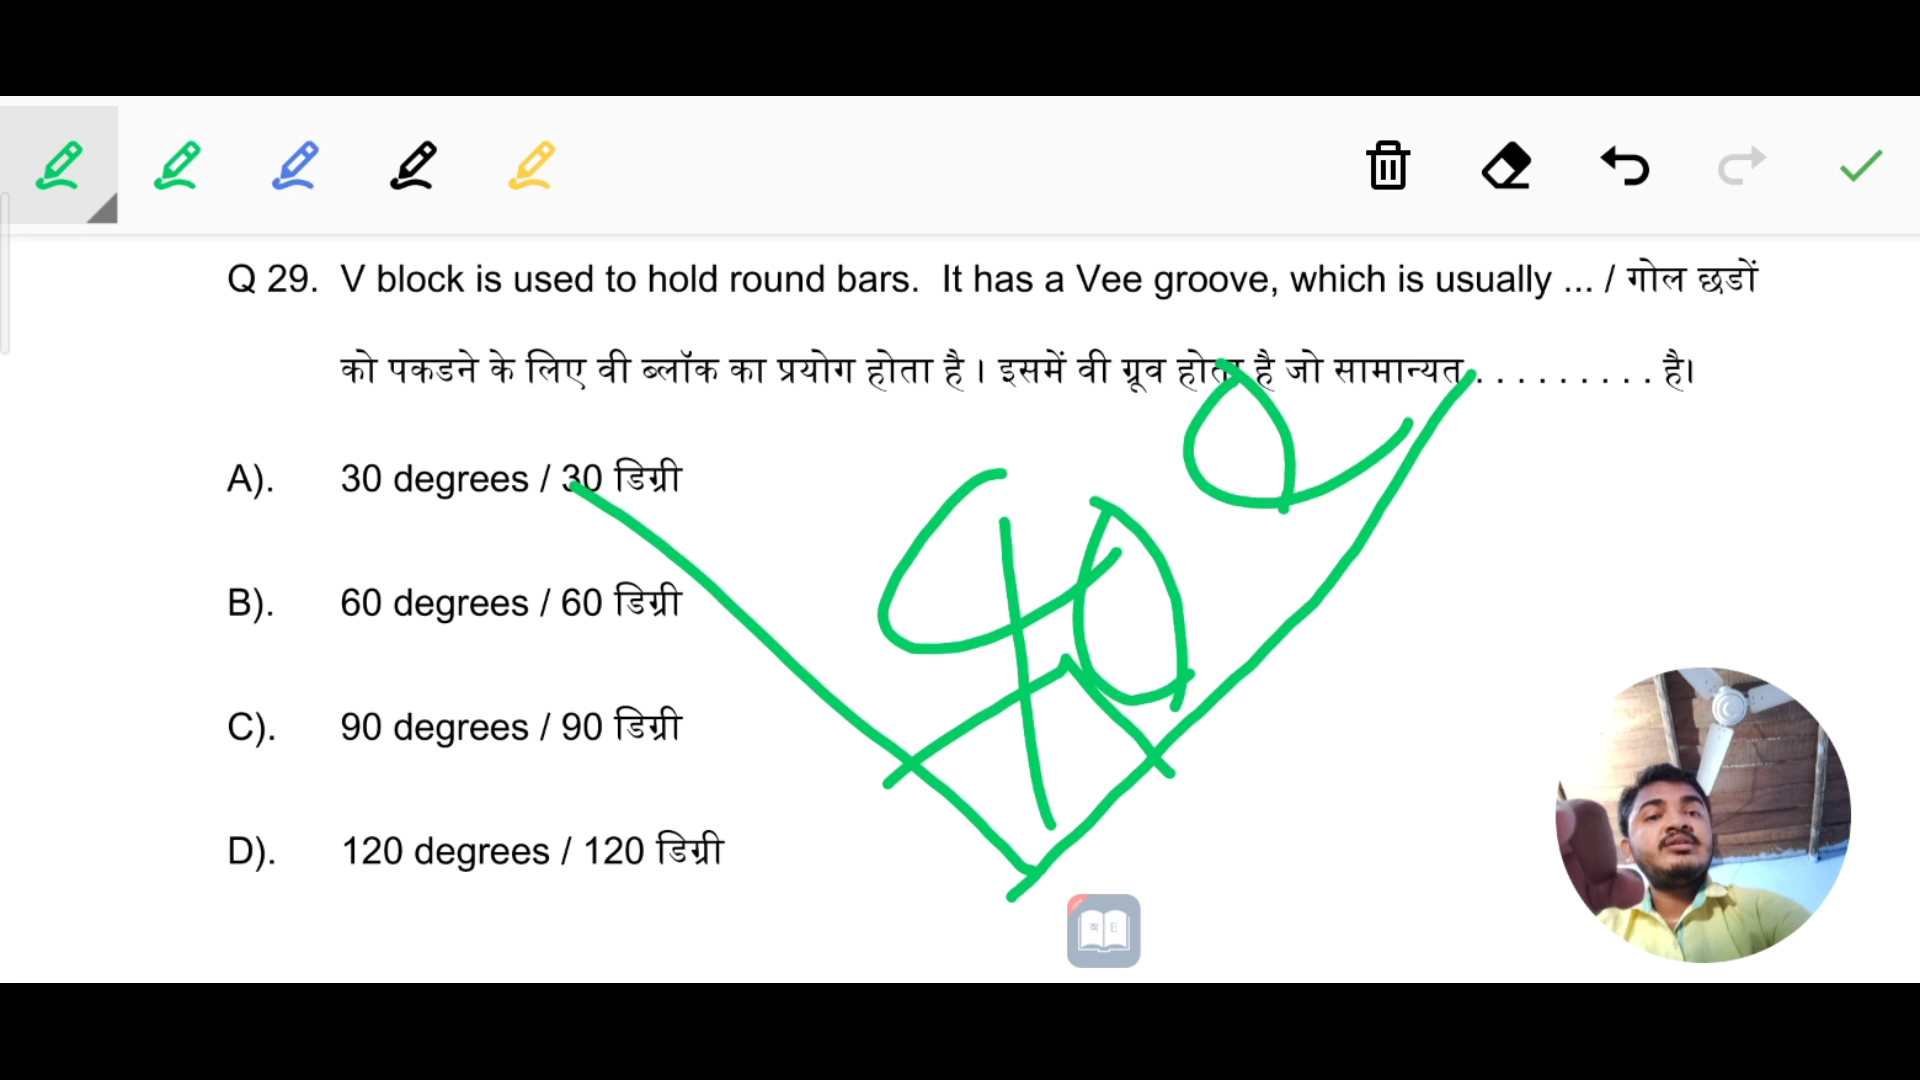 Q 29. V block is used to hold round bars. It has a Vee groove, which is usually ... / गोल छडों
को पकडने के लिए वी ब्लॉक का प्रयोग होता है । इसमें वी ग्रूव होता है जो सामान्यत . . . . . . . . . है।
A). 30 degrees / 30 डिग्री
B). 60 degrees / 60 डिग्री
90°
C). 90 degrees / 90 डिग्री
D). 120 degrees / 120 डिग्री